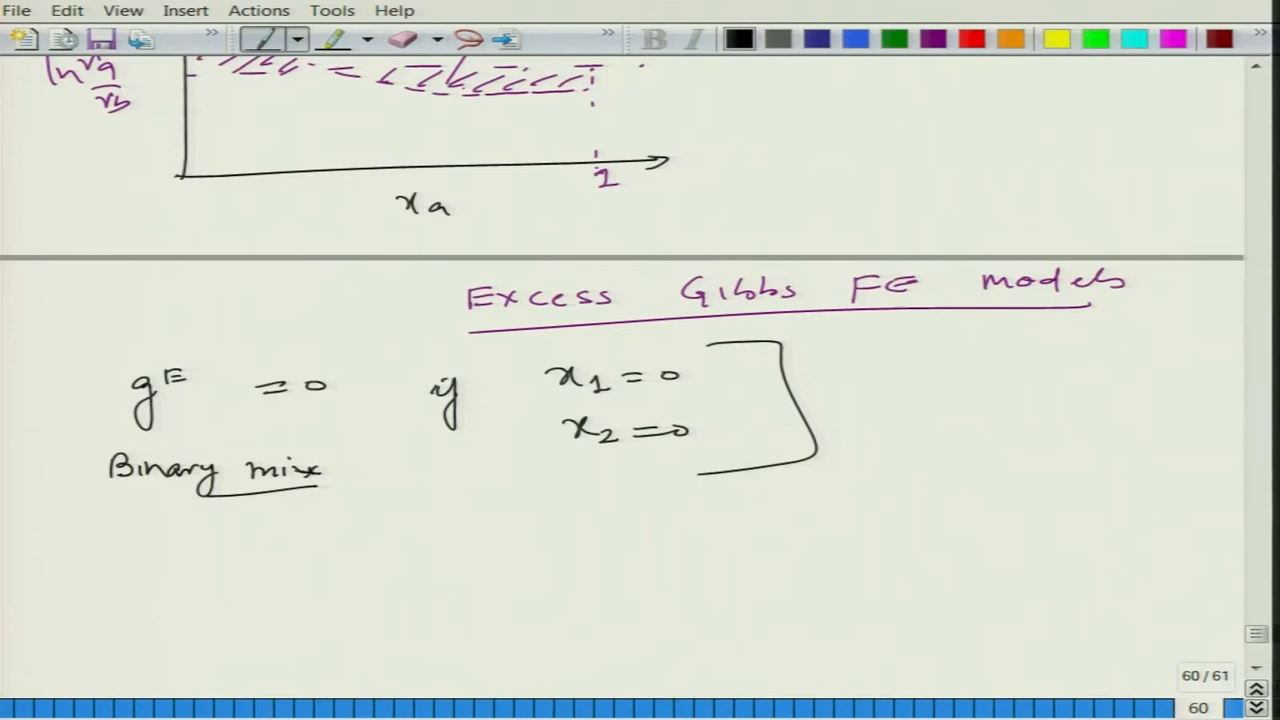 File Edit View Insert Actions Tools Help
B I
ln γa/γb
1
xa
Excess Gibbs FE models
g^E = 0 if x1 = 0
x2 = 0
Binary mix
60 / 61
60